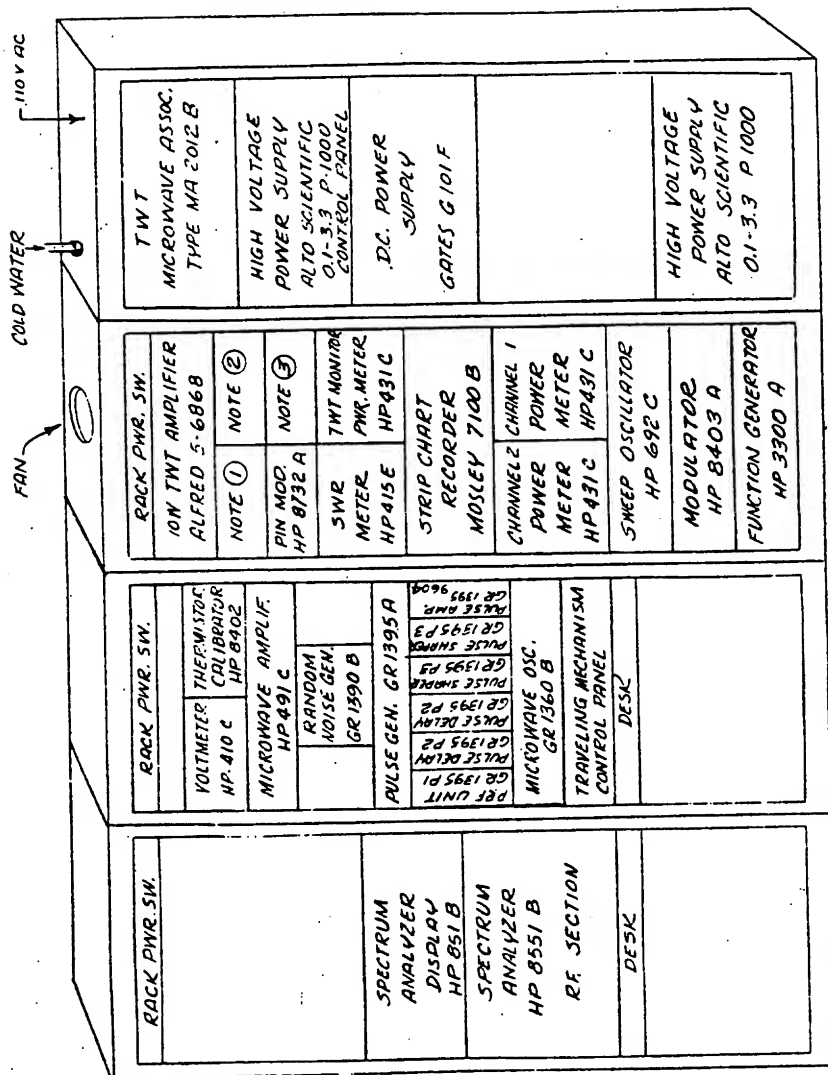 COLD WATER
110V AC
FAN
RACK PWR. SW.
SPECTRUM
ANALYZER
DISPLAY
HP 851 B
SPECTRUM
ANALYZER
HP 8551 B
RF. SECTION
DESK
RACK PWR. SW.
VOLTMETER
HP-410 C
THERMISTOR
CALIBRATOR
HP 8402
MICROWAVE AMPLIF.
HP 491 C
RANDOM
NOISE GEN.
GR 1390 B
PULSE GEN. GR 1395 A
PRF UNIT
GR 1395 P1
PULSE DELAY
GR 1395 P2
PULSE DELAY
GR 1395 P2
PULSE SHAPER
GR 1395 P3
PULSE SHAPER
GR 1395 P3
PULSE AMP.
GR 1395
9604
MICROWAVE OSC.
GR 1360 B
TRAVELING MECHANISM
CONTROL PANEL
DESK
RACK PWR. SW.
10W TWT AMPLIFIER
ALFRED 5-6868
NOTE 1
NOTE 2
PIN MOD.
HP 8732 A
NOTE 3
SWR
METER
HP415E
TWT MONITOR
PWR. METER
HP431C
STRIP CHART
RECORDER
MOSLEY 7100 B
CHANNEL 2
POWER
METER
HP431 C
CHANNEL 1
POWER
METER
HP431 C
SWEEP OSCILLATOR
HP 692 C
MODULATOR
HP 8403 A
FUNCTION GENERATOR
HP 3300 A
TWT
MICROWAVE ASSOC.
TYPE MA 2012 B
HIGH VOLTAGE
POWER SUPPLY
ALTO SCIENTIFIC
0.1-3.3 P-1000
CONTROL PANEL
D.C. POWER
SUPPLY
GATES G101F
HIGH VOLTAGE
POWER SUPPLY
ALTO SCIENTIFIC
0.1-3.3 P 1000